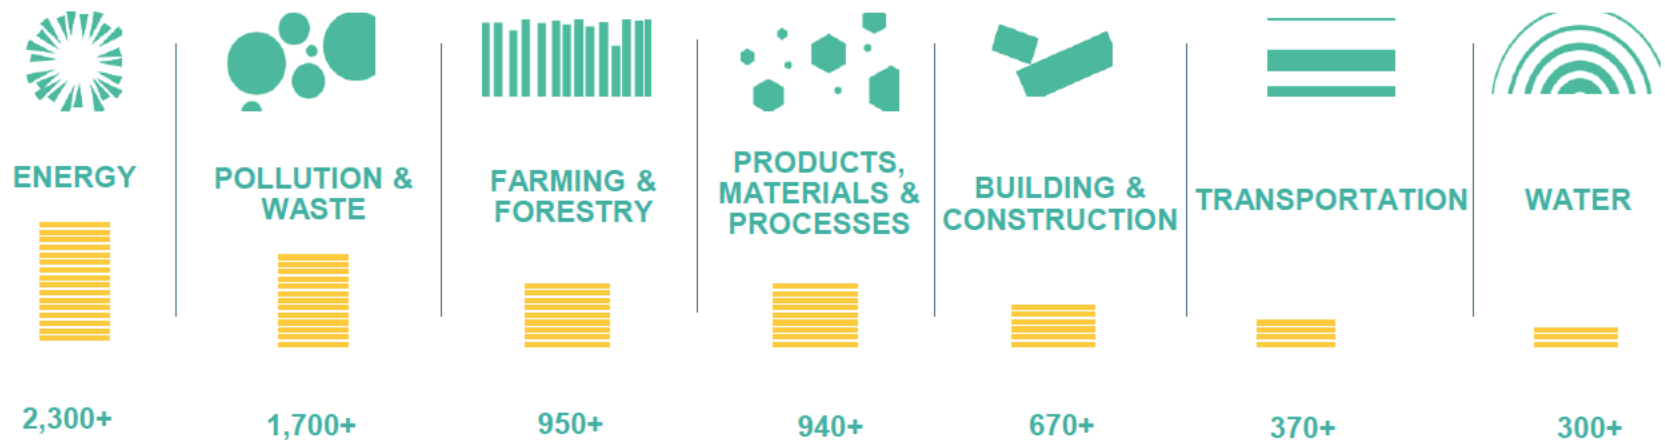 ENERGY
2,300+
POLLUTION &
WASTE
1,700+
FARMING &
FORESTRY
950+
PRODUCTS,
MATERIALS &
PROCESSES
940+
BUILDING &
CONSTRUCTION
670+
TRANSPORTATION
370+
WATER
300+